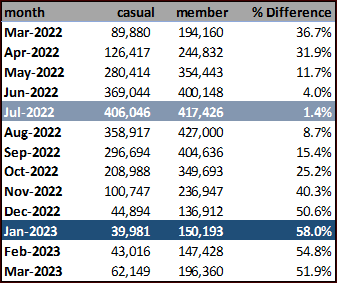 month casual member % Difference
Mar-2022 89,880 194,160 36.7%
Apr-2022 126,417 244,832 31.9%
May-2022 280,414 354,443 11.7%
Jun-2022 369,044 400,148 4.0%
Jul-2022 406,046 417,426 1.4%
Aug-2022 358,917 427,000 8.7%
Sep-2022 296,694 404,636 15.4%
Oct-2022 208,988 349,693 25.2%
Nov-2022 100,747 236,947 40.3%
Dec-2022 44,894 136,912 50.6%
Jan-2023 39,981 150,193 58.0%
Feb-2023 43,016 147,428 54.8%
Mar-2023 62,149 196,360 51.9%